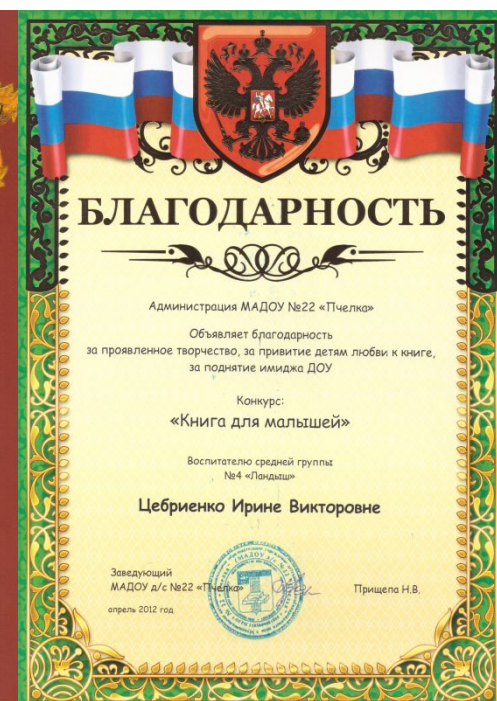 БЛАГОДАРНОСТЬ
Администрация МАДОУ №22 «Пчелка»
Объявляет благодарность
за проявленное творчество, за привитие детям любви к книге,
за поднятие имиджа ДОУ
Конкурс:
«Книга для малышей»
Воспитателю средней группы
№4 «Ландыш»
Цебриенко Ирине Викторовне
Заведующий
МАДОУ д/с №22 «Пчелка»
Прищепа Н.В.
апрель 2012 год